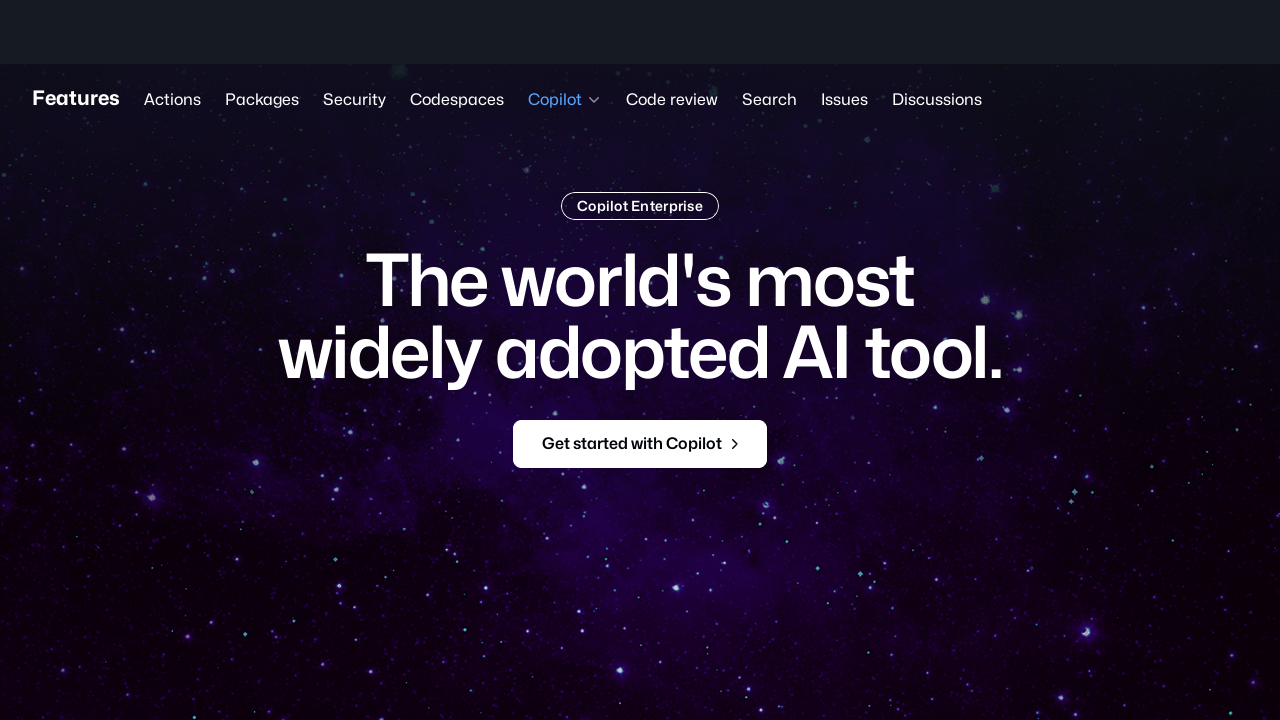 Features Actions Packages Security Codespaces Copilot Code review Search Issues Discussions
Copilot Enterprise
The world's most
widely adopted AI tool.
Get started with Copilot